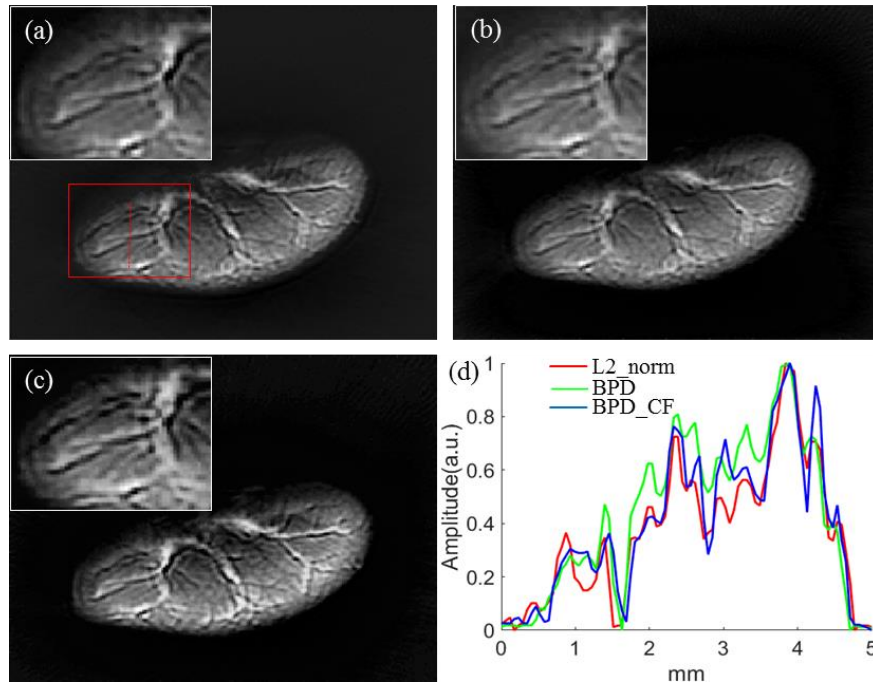 (a)
(b)
(c)
(d)
L2_norm
BPD
BPD_CF
1
0.8
0.6
0.4
0.2
0
Amplitude(a.u.)
0 1 2 3 4 5
mm